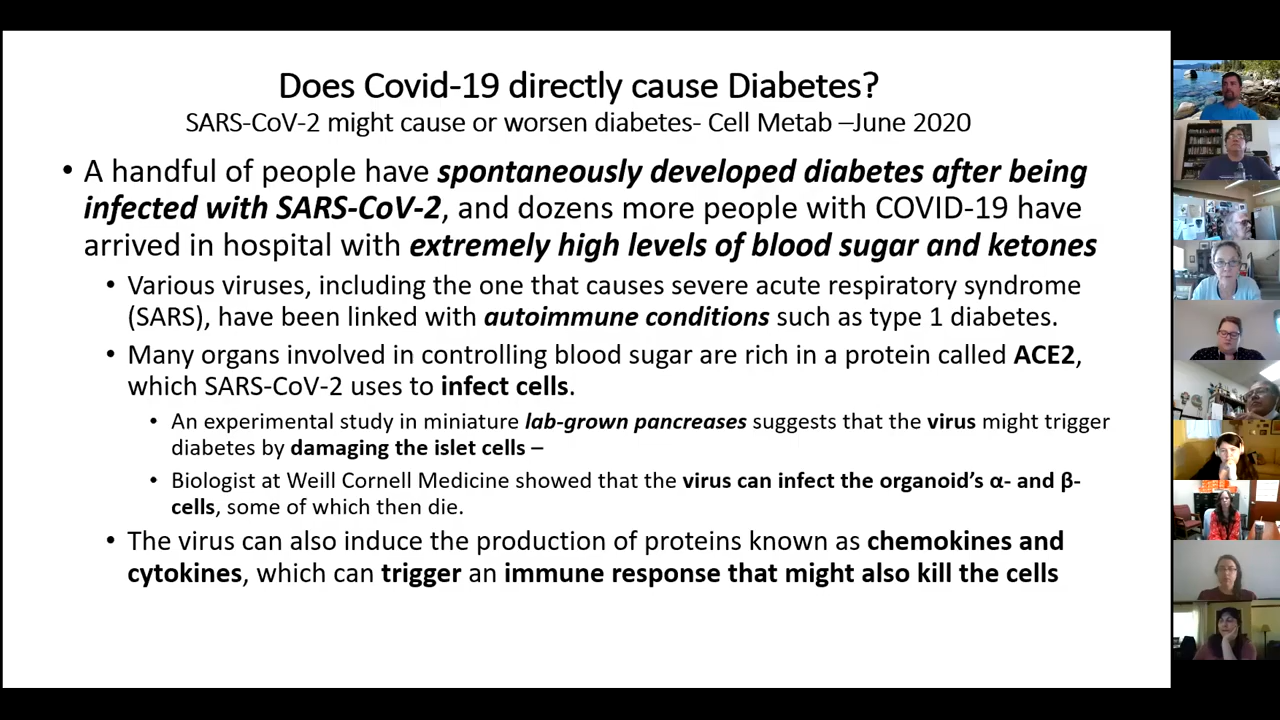 Does Covid-19 directly cause Diabetes?
SARS-CoV-2 might cause or worsen diabetes- Cell Metab –June 2020
• A handful of people have spontaneously developed diabetes after being
infected with SARS-CoV-2, and dozens more people with COVID-19 have
arrived in hospital with extremely high levels of blood sugar and ketones
• Various viruses, including the one that causes severe acute respiratory syndrome
(SARS), have been linked with autoimmune conditions such as type 1 diabetes.
• Many organs involved in controlling blood sugar are rich in a protein called ACE2,
which SARS-CoV-2 uses to infect cells.
• An experimental study in miniature lab-grown pancreases suggests that the virus might trigger
diabetes by damaging the islet cells –
• Biologist at Weill Cornell Medicine showed that the virus can infect the organoid’s α- and β-
cells, some of which then die.
• The virus can also induce the production of proteins known as chemokines and
cytokines, which can trigger an immune response that might also kill the cells